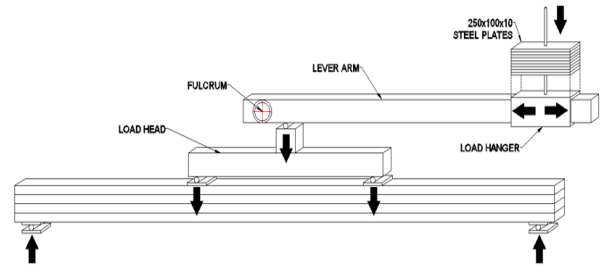 250x100x10
STEEL PLATES
LEVER ARM
FULCRUM
LOAD HEAD
LOAD HANGER